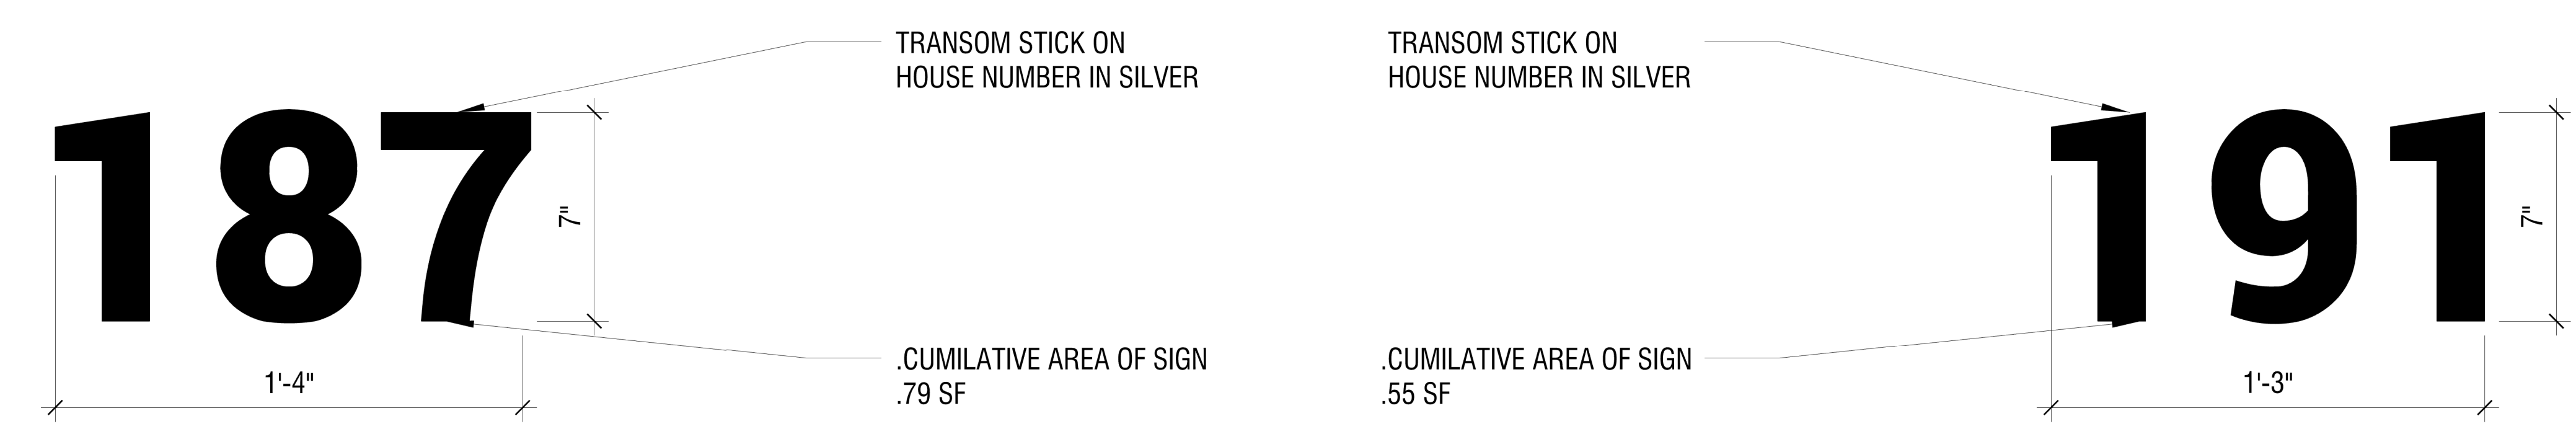 TRANSOM STICK ON
HOUSE NUMBER IN SILVER
187
7"
.CUMILATIVE AREA OF SIGN
.79 SF
1'-4"
TRANSOM STICK ON
HOUSE NUMBER IN SILVER
191
7"
.CUMILATIVE AREA OF SIGN
.55 SF
1'-3"